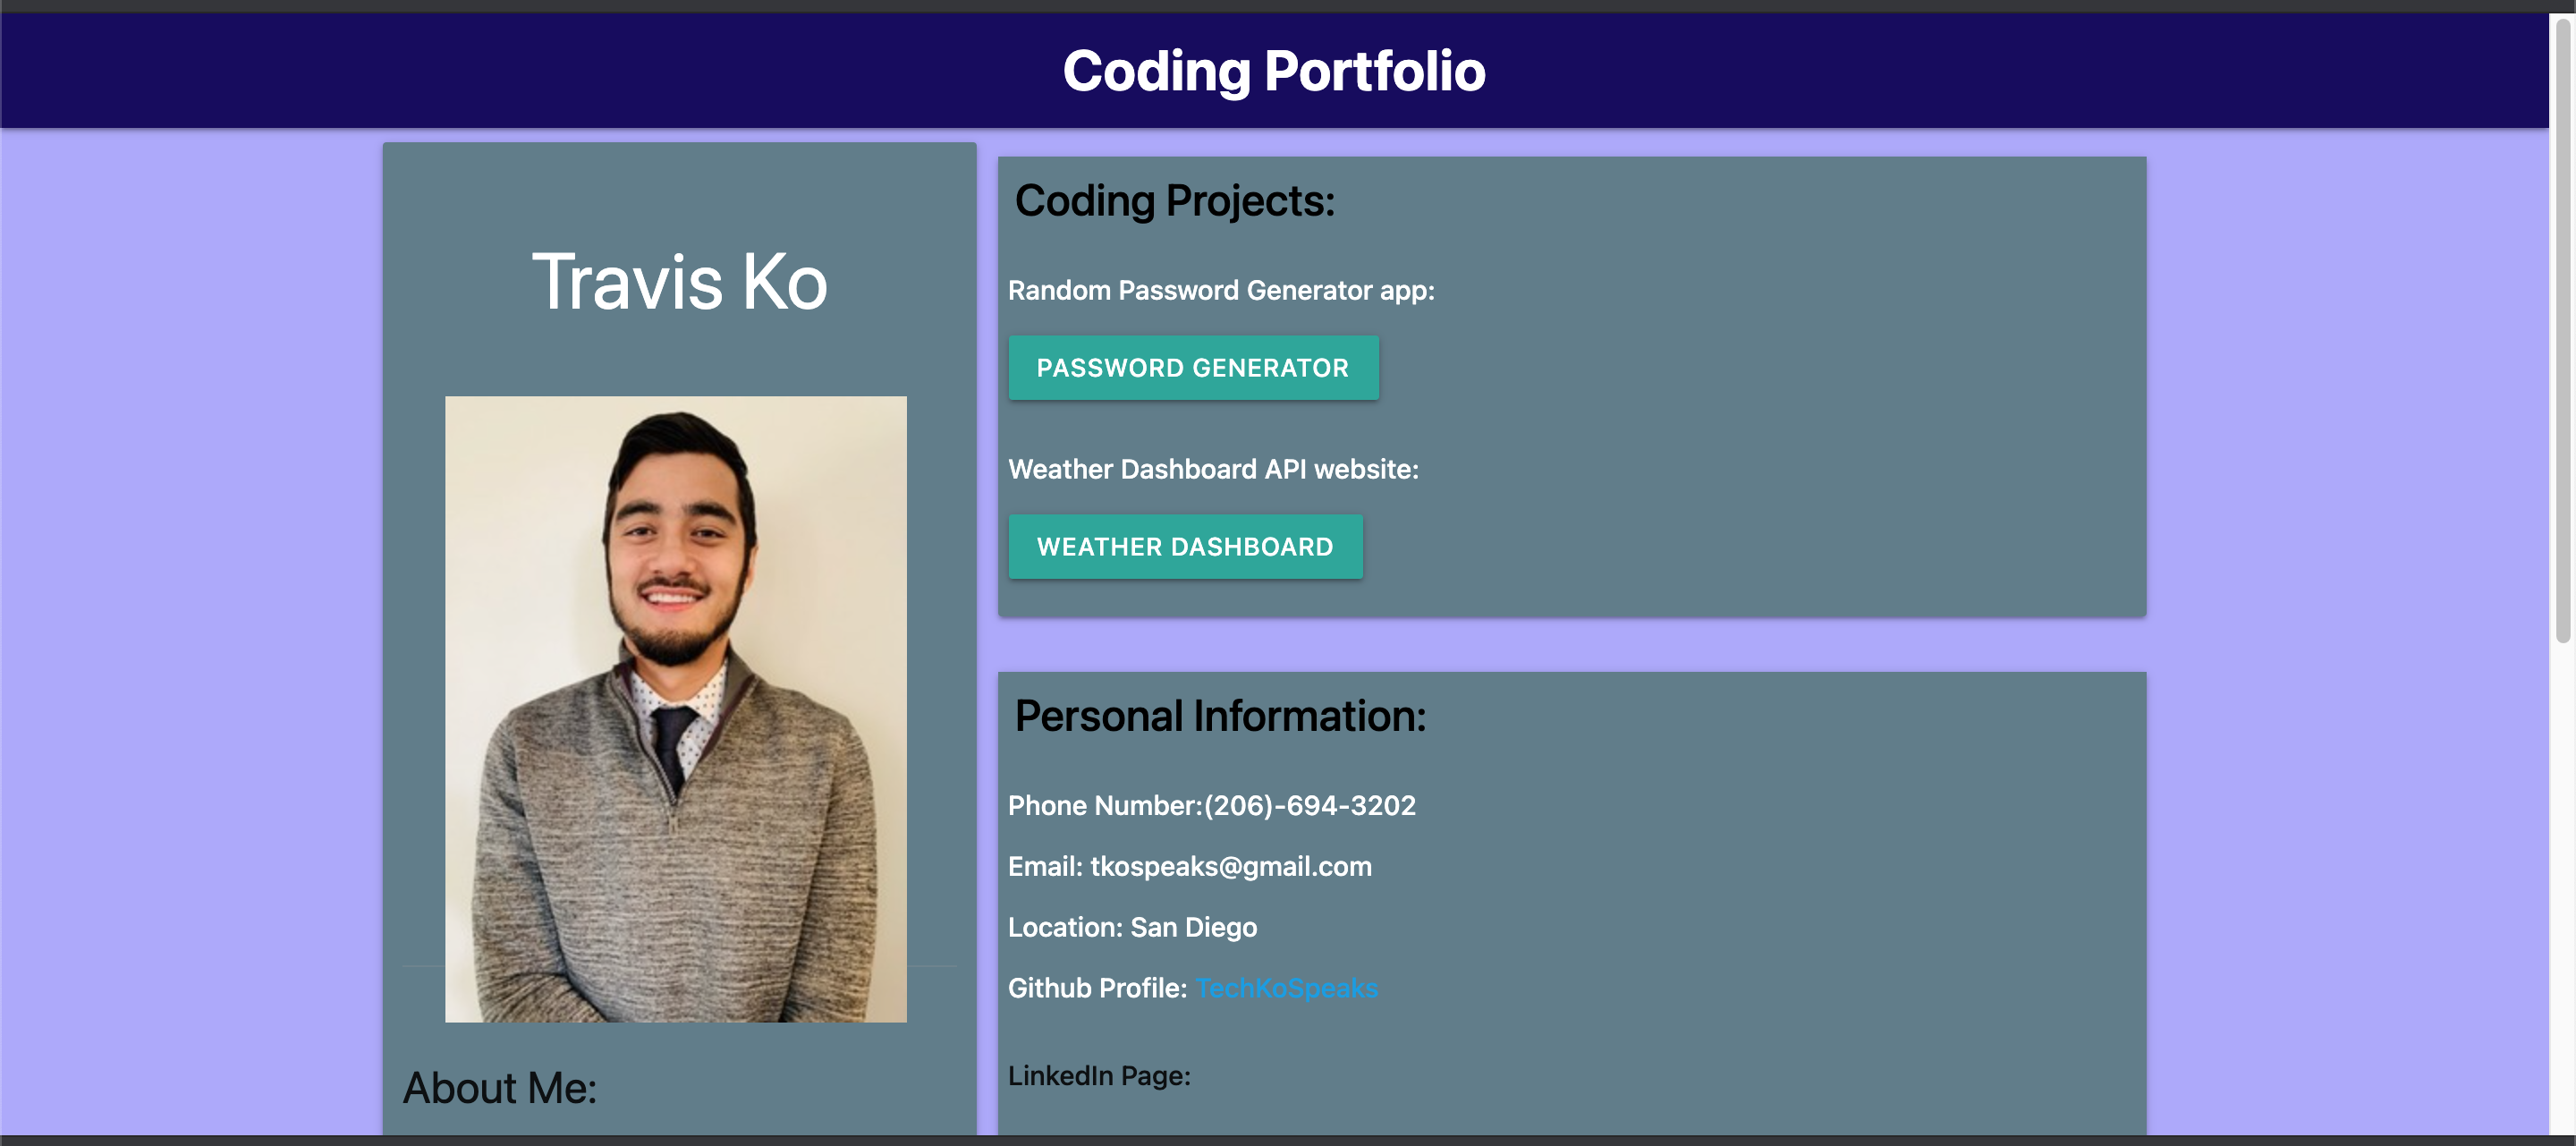 Coding Portfolio
Travis Ko
About Me:
Coding Projects:
Random Password Generator app:
PASSWORD GENERATOR
Weather Dashboard API website:
WEATHER DASHBOARD
Personal Information:
Phone Number:(206)-694-3202
Email: tkospeaks@gmail.com
Location: San Diego
Github Profile: TechKoSpeaks
LinkedIn Page: